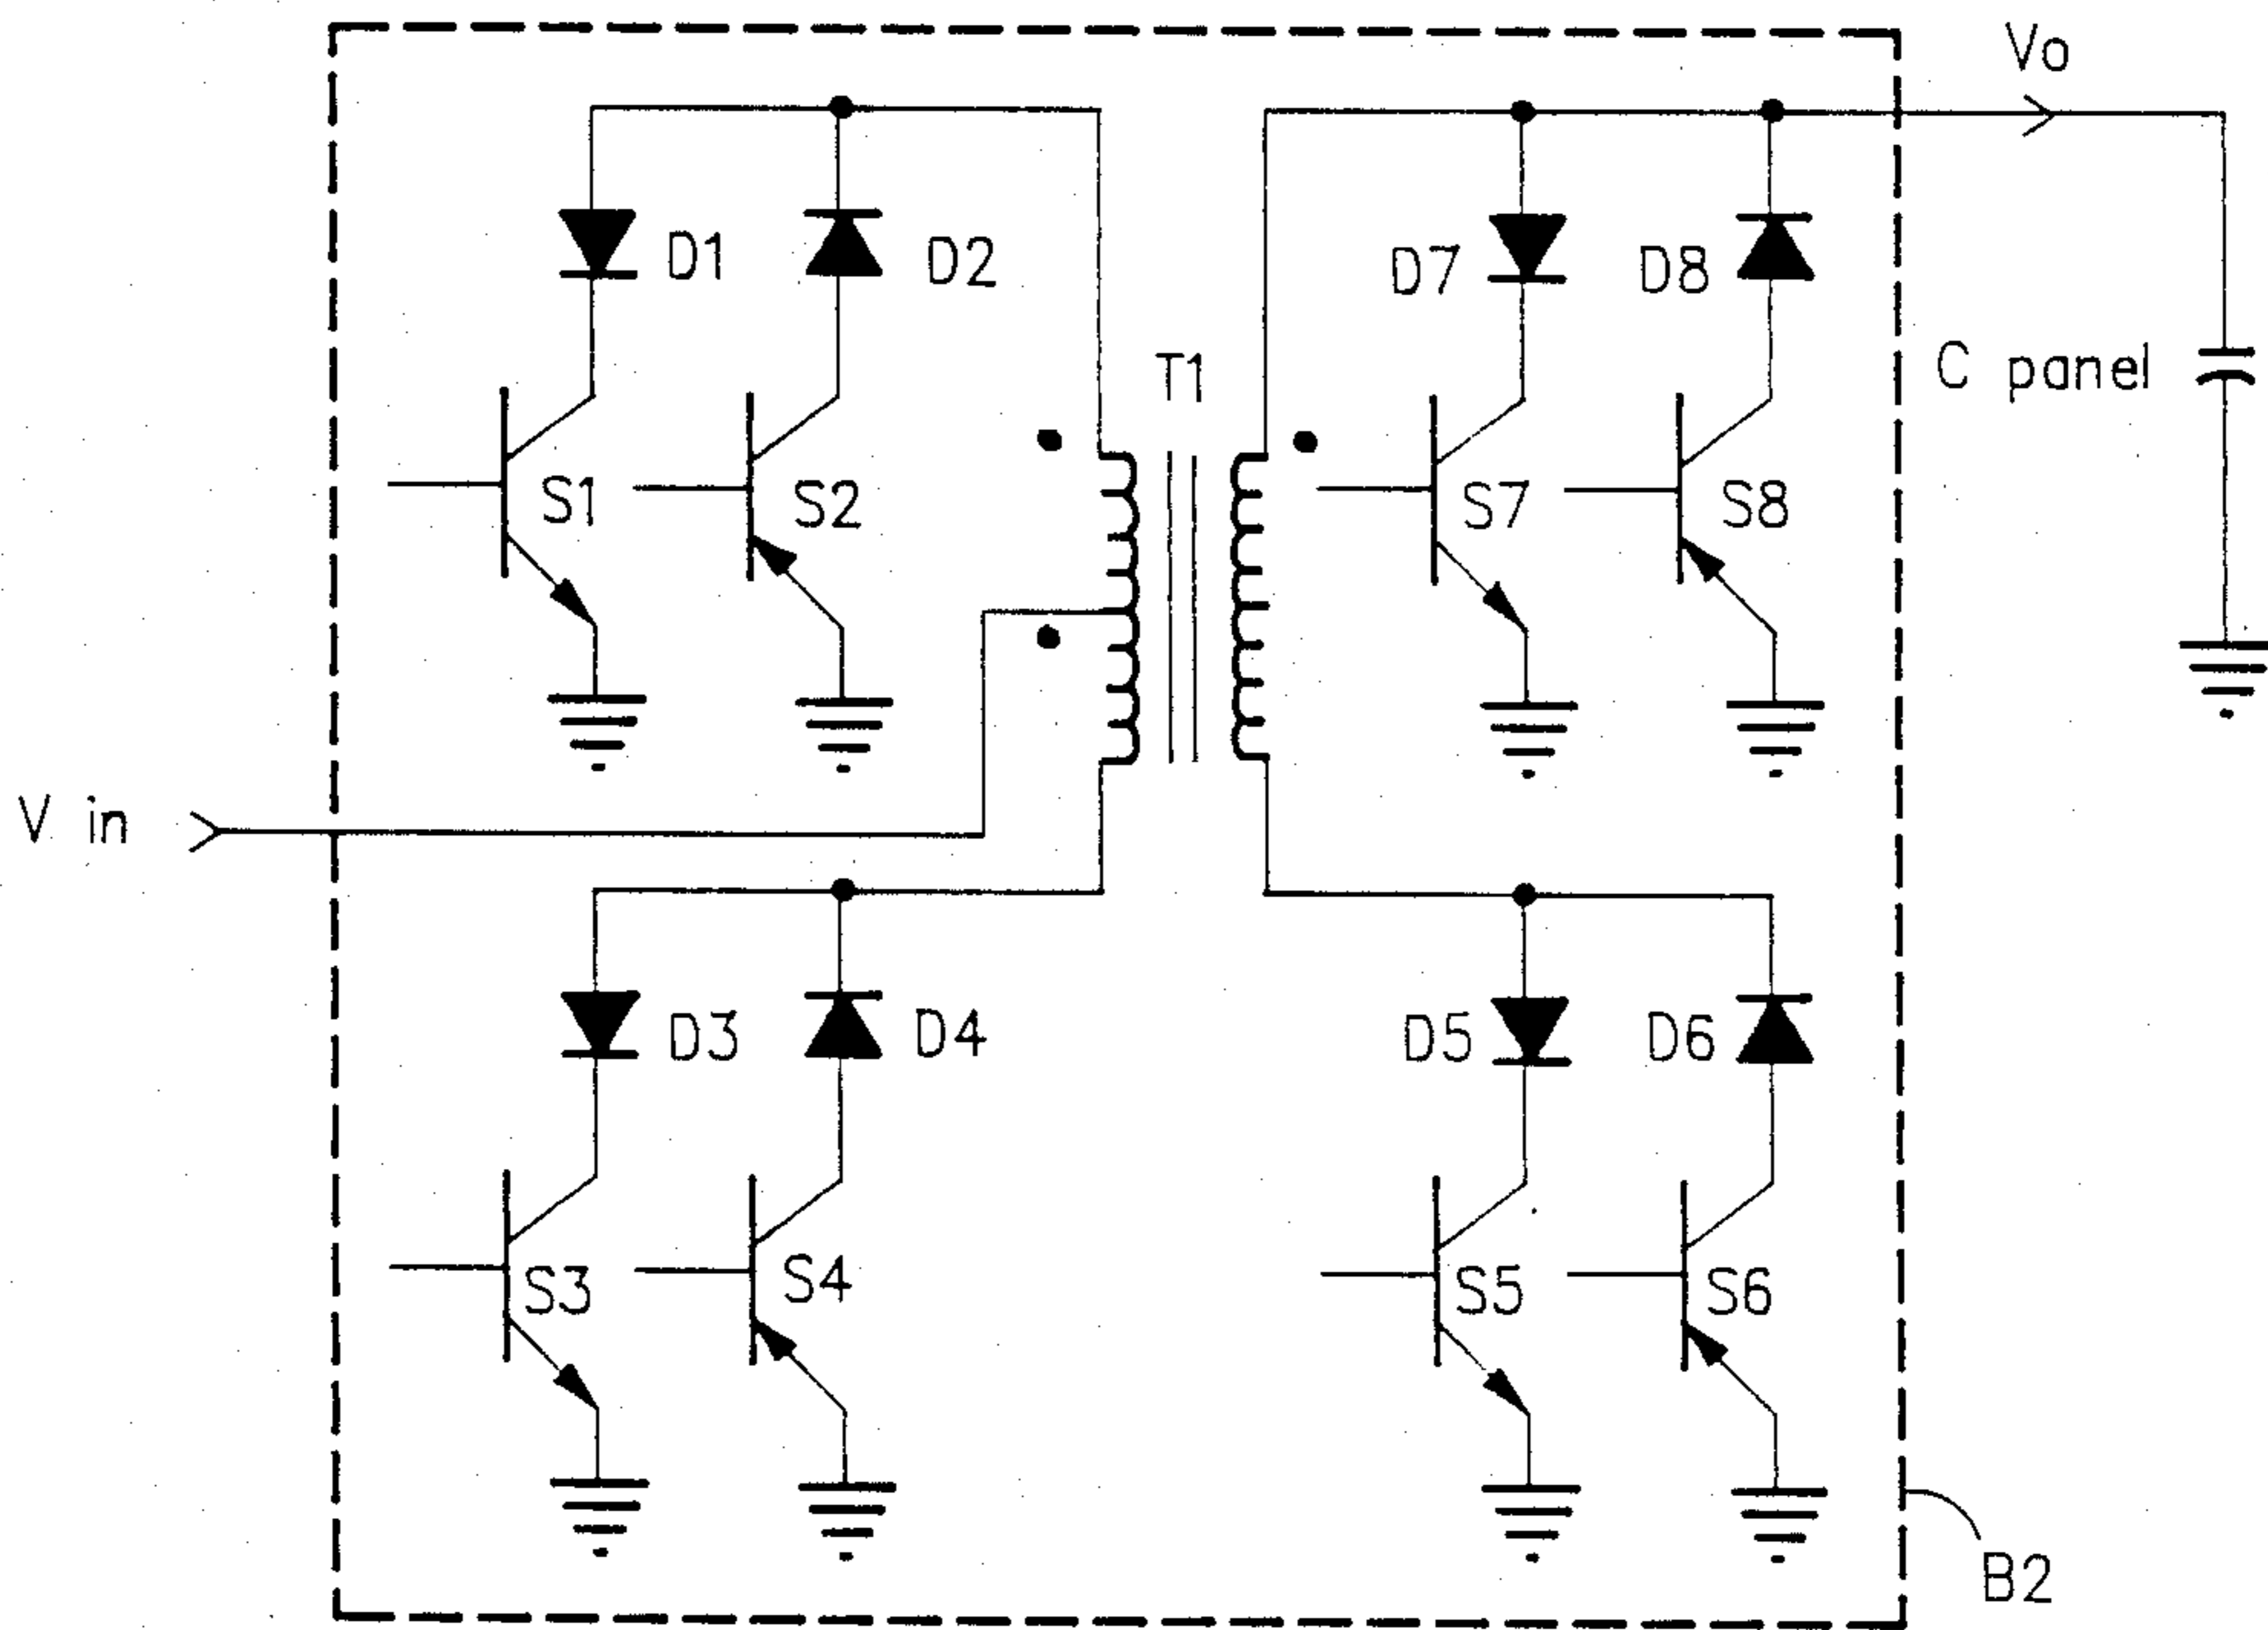 Vo
D1
D2
D7
D8
T1
C panel
S1
S2
S7
S8
V in
D3
D4
D5
D6
S3
S4
S5
S6
B2